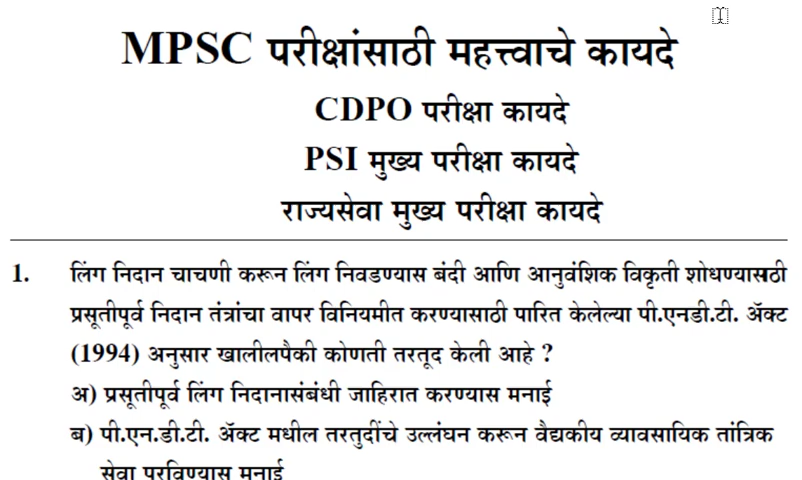 MPSC परीक्षांसाठी महत्त्वाचे कायदे
CDPO परीक्षा कायदे
PSI मुख्य परीक्षा कायदे
राज्यसेवा मुख्य परीक्षा कायदे
1. लिंग निदान चाचणी करून लिंग निवडण्यास बंदी आणि आनुवंशिक विकृती शोधण्यासाठी
प्रसूतीपूर्व निदान तंत्रांचा वापर विनियमीत करण्यासाठी पारित केलेल्या पी.एनडी.टी. ॲक्ट
(1994) अनुसार खालीलपैकी कोणती तरतूद केली आहे ?
अ) प्रसूतीपूर्व लिंग निदानासंबंधी जाहिरात करण्यास मनाई
ब) पी.एन.डी.टी. ॲक्ट मधील तरतुदींचे उल्लंघन करून वैद्यकीय व्यावसायिक तांत्रिक
सेवा पुरविण्यास मनाई